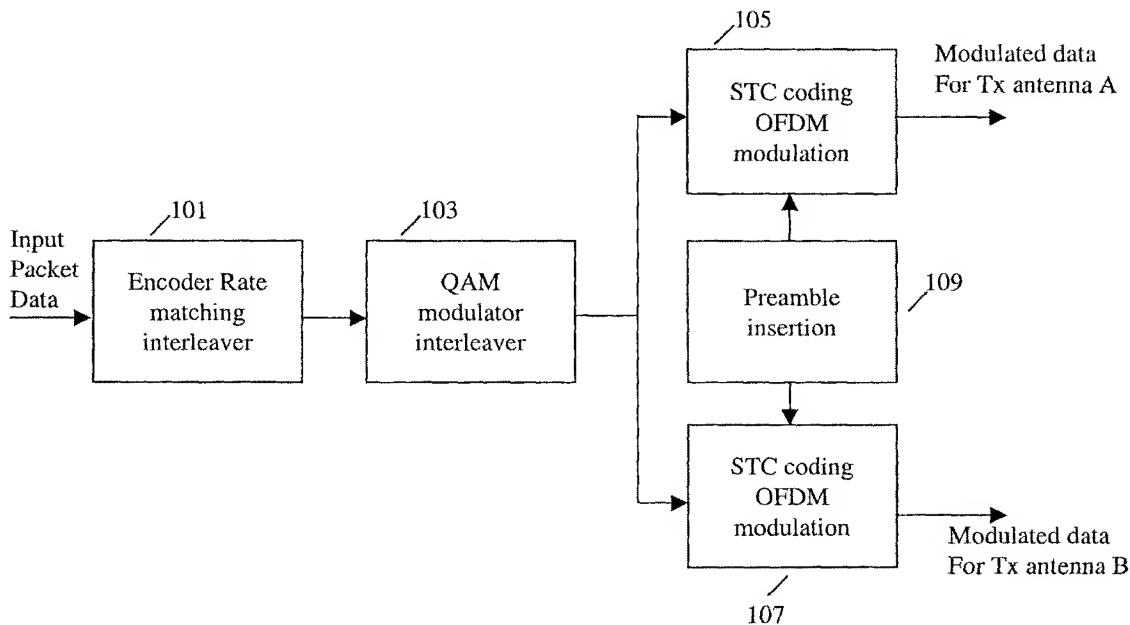 105
Modulated data
For Tx antenna A
STC coding
OFDM
modulation
101
103
Input
Packet
Data
Encoder Rate
matching
interleaver
QAM
modulator
interleaver
Preamble
insertion
109
STC coding
OFDM
modulation
Modulated data
For Tx antenna B
107